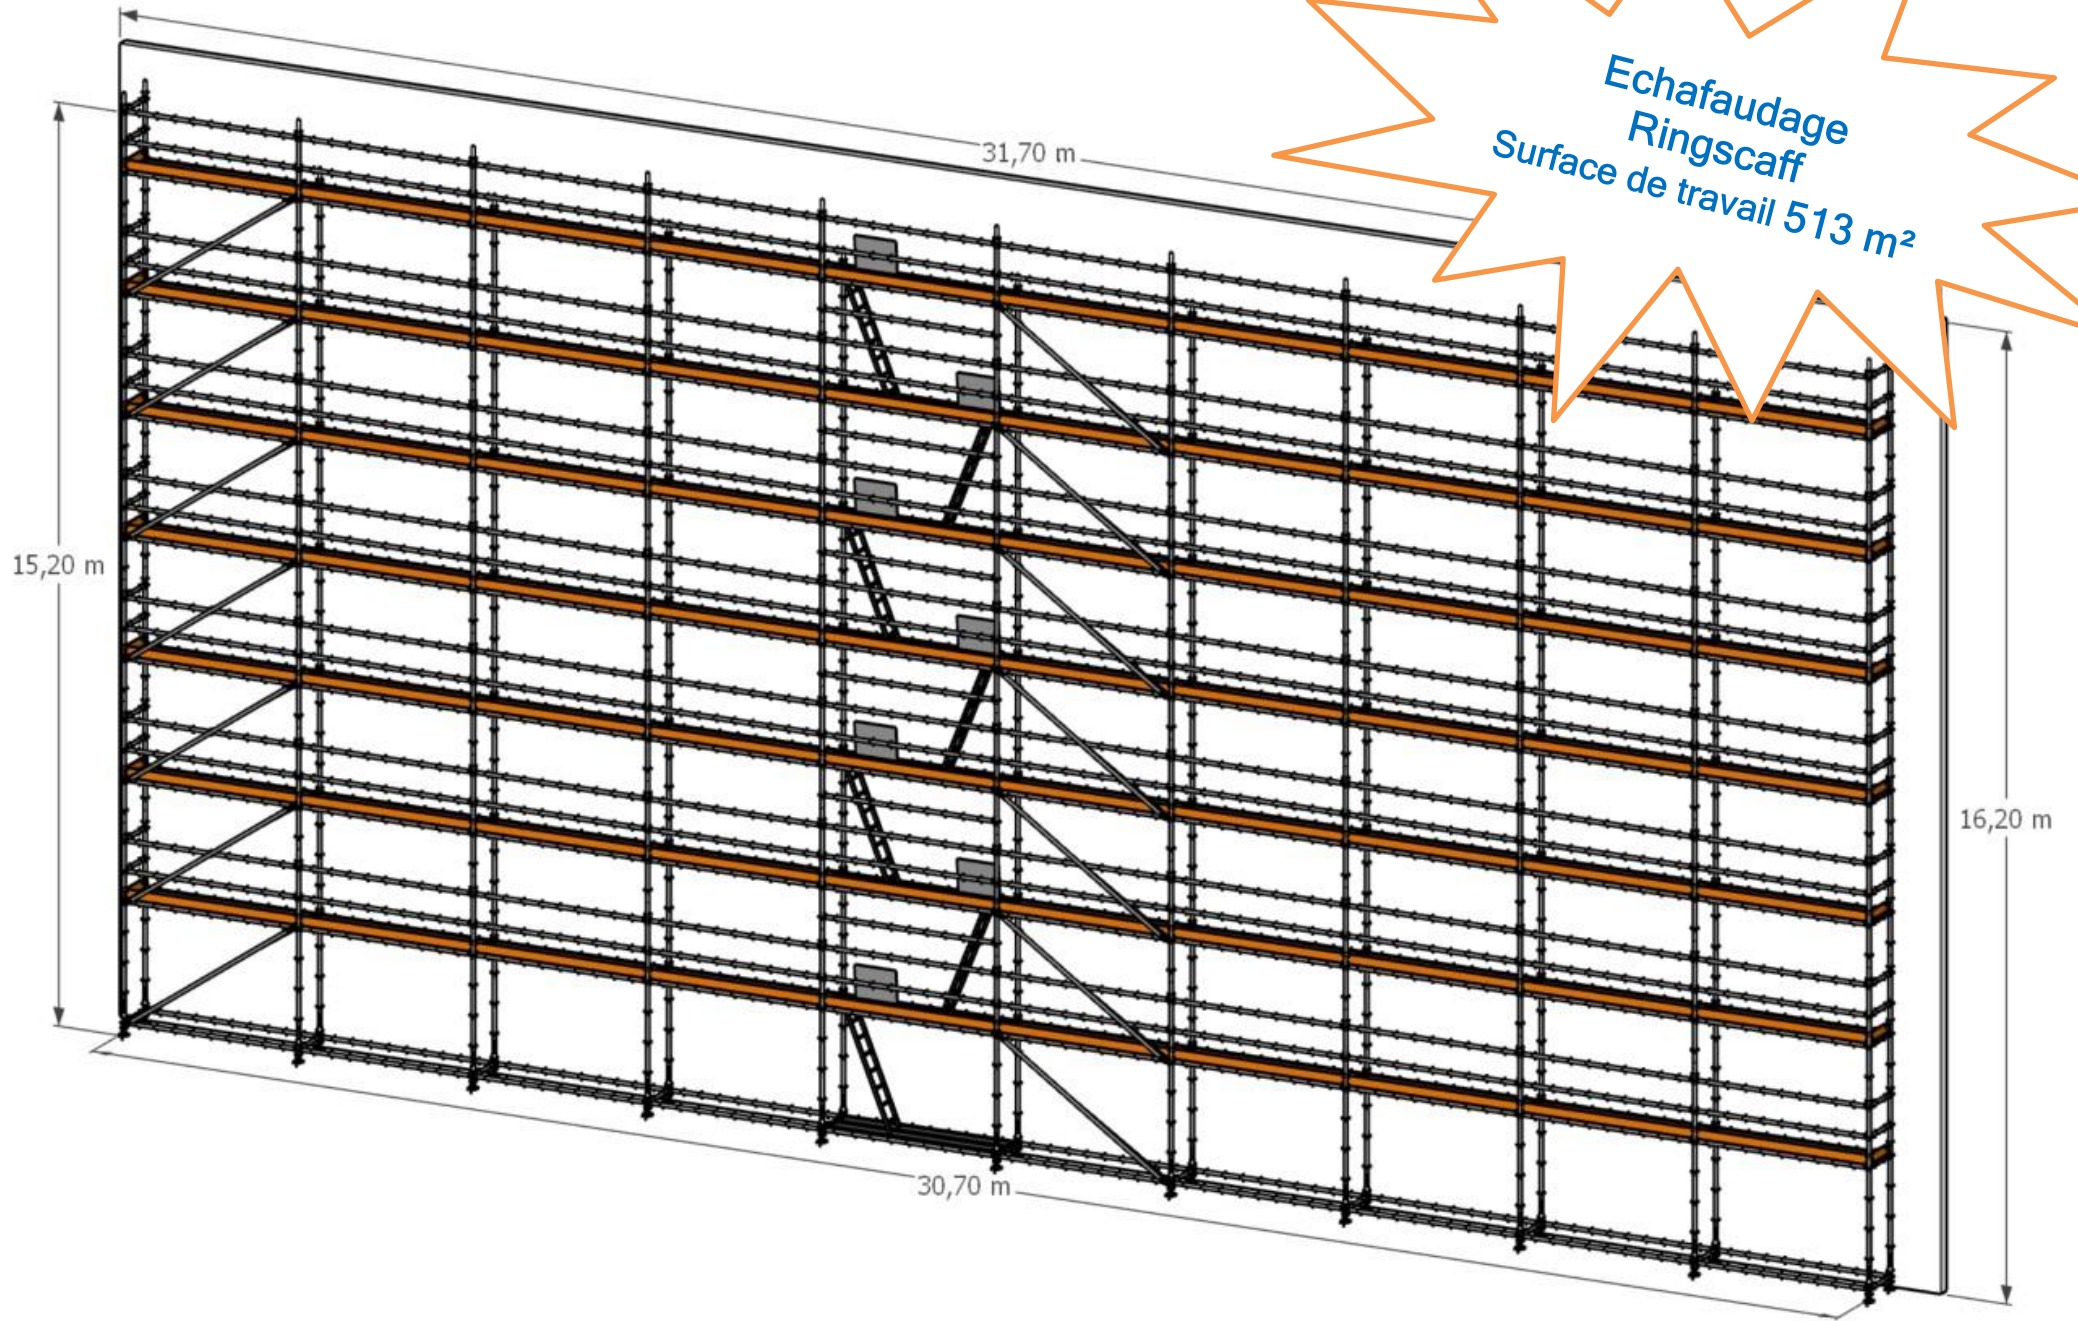 31,70 m
Echafaudage
Ringscaff
Surface de travail 513 m²
15,20 m
16,20 m
30,70 m